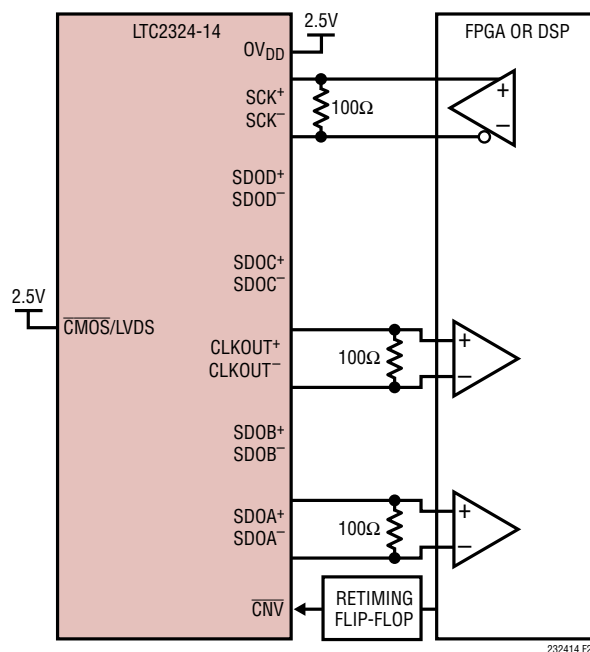 LTC2324-14
2.5V
OVDD
FPGA OR DSP
SCK+
SCK–
100Ω
+
–
SDOD+
SDOD–
SDOC+
SDOC–
2.5V
CMOS/LVDS
CLKOUT+
CLKOUT–
100Ω
+
–
SDOB+
SDOB–
SDOA+
SDOA–
100Ω
+
–
CNV
RETIMING
FLIP-FLOP